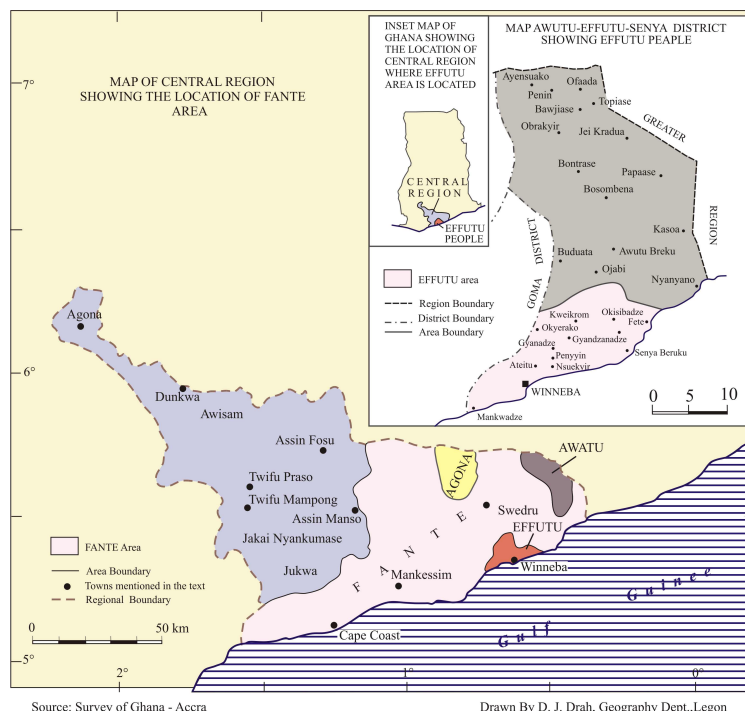 MAP OF CENTRAL REGION
SHOWING THE LOCATION OF FANTE
AREA
INSET MAP OF
GHANA SHOWING
THE LOCATION OF
CENTRAL REGION
WHERE EFFUTU
AREA IS LOCATED
CENTRAL
REGION
EFFUTU
PEOPLE
MAP AWUTU-EFFUTU-SENYA DISTRICT
SHOWING EFFUTU PEAPLE
Ayensuako
Ofaada
Penin
Topiase
Bawjiase
GREATER
Obrakyir
Jei Kradua
Bontrase
Papaase
Bosombena
REGION
Kasoa
DISTRICT
Awutu Breku
Buduata
Ojabi
Nyanyano
GOMA
EFFUTU area
Region Boundary
District Boundary
Area Boundary
Kweikrom
Okisibadze
Okyerako
Fete
Gyandzanadze
Gyanadze
Penyyin
Senya Beruku
Ateitu
Nsuekyir
WINNEBA
Mankwadze
0 5 10
7°
6°
5°
Agona
Dunkwa
Awisam
Assin Fosu
Twifu Praso
Twifu Mampong
Assin Manso
Jakai Nyankumase
Jukwa
AGONA
AWATU
Swedru
EFFUTU
Winneba
FANTE
Mankessim
Cape Coast
Gulf
Guinee
FANTE Area
Area Boundary
Towns mentioned in the text
Regional Boundary
0 50 km
2° 1° 0°
Source: Survey of Ghana - Accra
Drawn By D. J. Drah, Geography Dept.,Legon